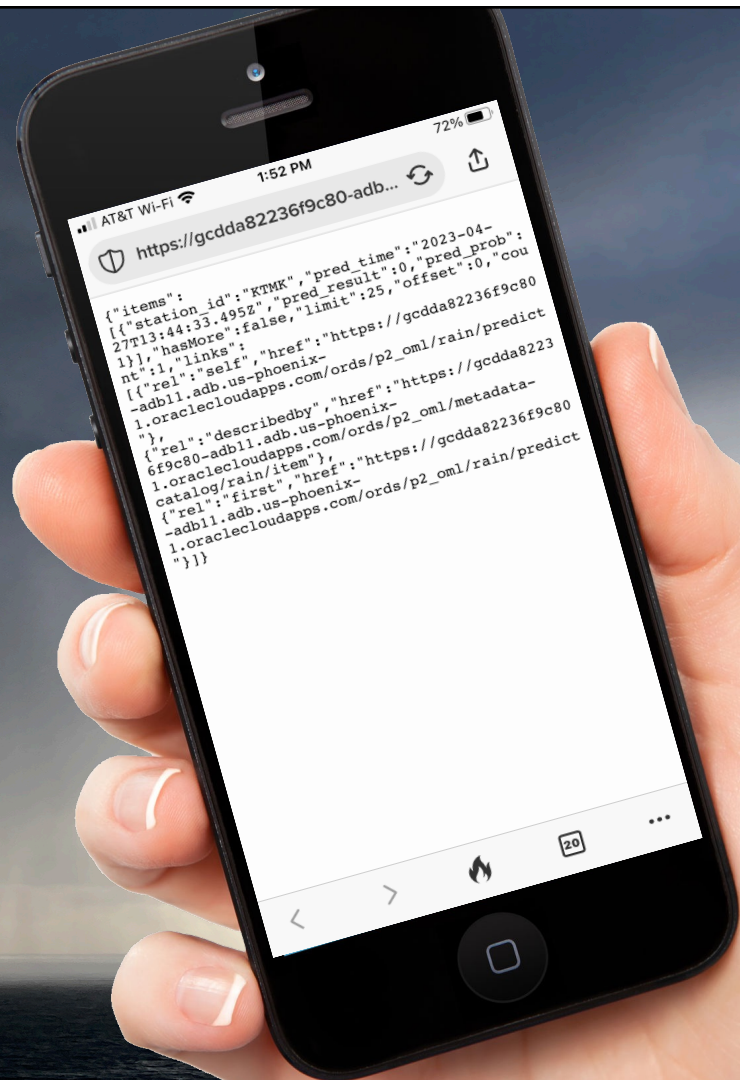 AT&T Wi-Fi 1:52 PM 72%
https://gcdda82236f9c80-adb...
{"items":
[{"station_id":"KTMK","pred_time":"2023-04-
27T13:44:33.495Z","pred_result":0,"pred_prob":
1}],"hasMore":false,"limit":25,"offset":0,"cou
nt":1,"links":
[{"rel":"self","href":"https://gcdda82236f9c80
-adb11.adb.us-phoenix-
1.oraclecloudapps.com/ords/p2_oml/rain/predict
"},
{"rel":"describedby","href":"https://gcdda8223
6f9c80-adb11.adb.us-phoenix-
1.oraclecloudapps.com/ords/p2_oml/metadata-
catalog/rain/item"},
{"rel":"first","href":"https://gcdda82236f9c80
-adb11.adb.us-phoenix-
1.oraclecloudapps.com/ords/p2_oml/rain/predict
"}]}
20